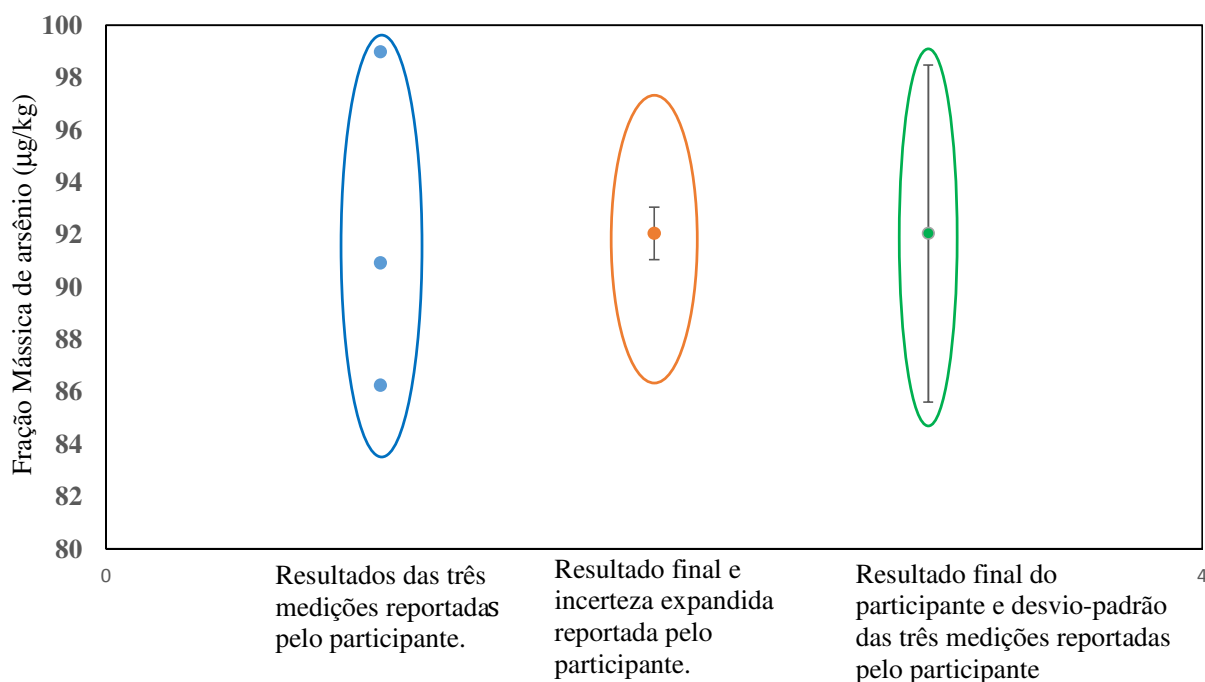 Fração Mássica de arsênio (µg/kg)
100
98
96
94
92
90
88
86
84
82
80
0
4
Resultados das três
medições reportadas
pelo participante.
Resultado final e
incerteza expandida
reportada pelo
participante.
Resultado final do
participante e desvio-padrão
das três medições reportadas
pelo participante